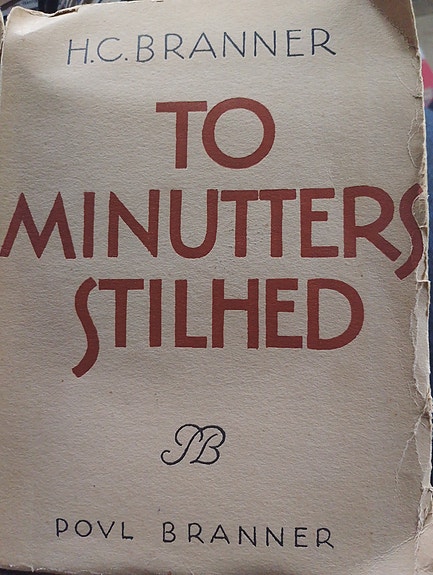 H.C. BRANNER
TO
MINUTTERS
STILHED
PB
POVL BRANNER